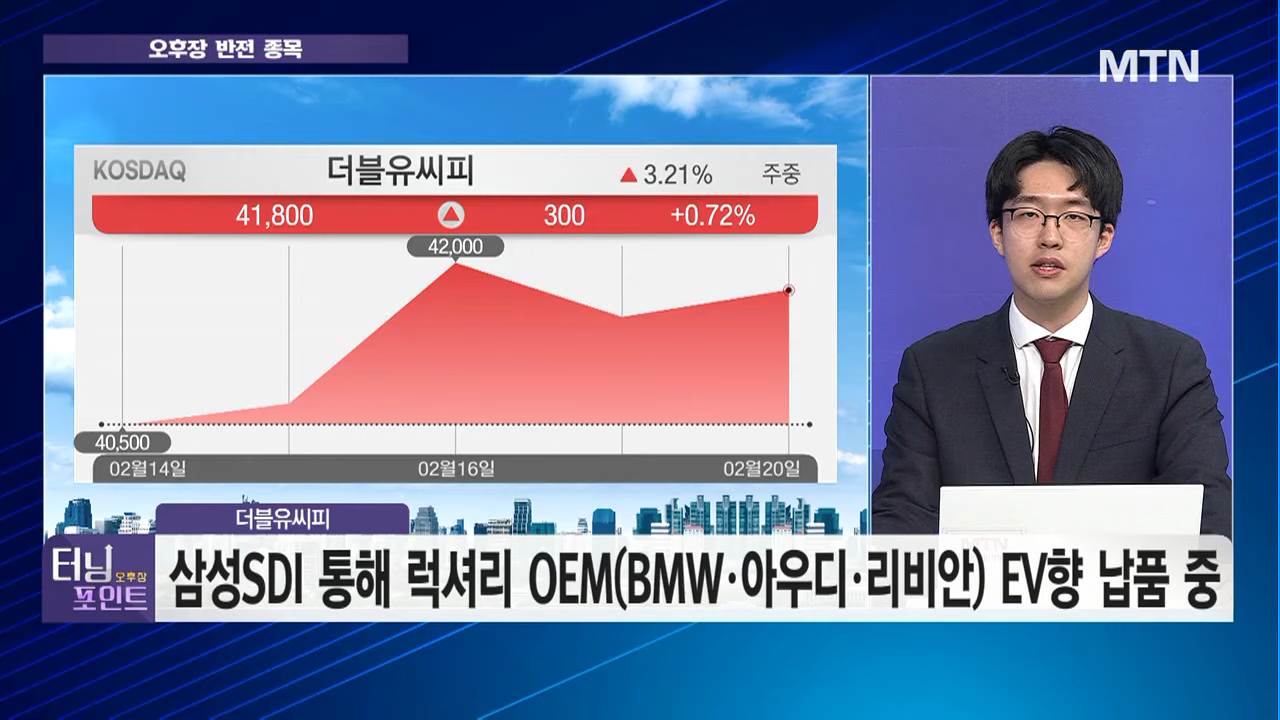 오후장 반전 종목
MTN
KOSDAQ 더블유씨피 ▲ 3.21% 주중
41,800 ▲ 300 +0.72%
42,000
40,500
02월14일 02월16일 02월20일
더블유씨피
터닝 오후장
포인트
삼성SDI 통해 럭셔리 OEM(BMW·아우디·리비안) EV향 납품 중